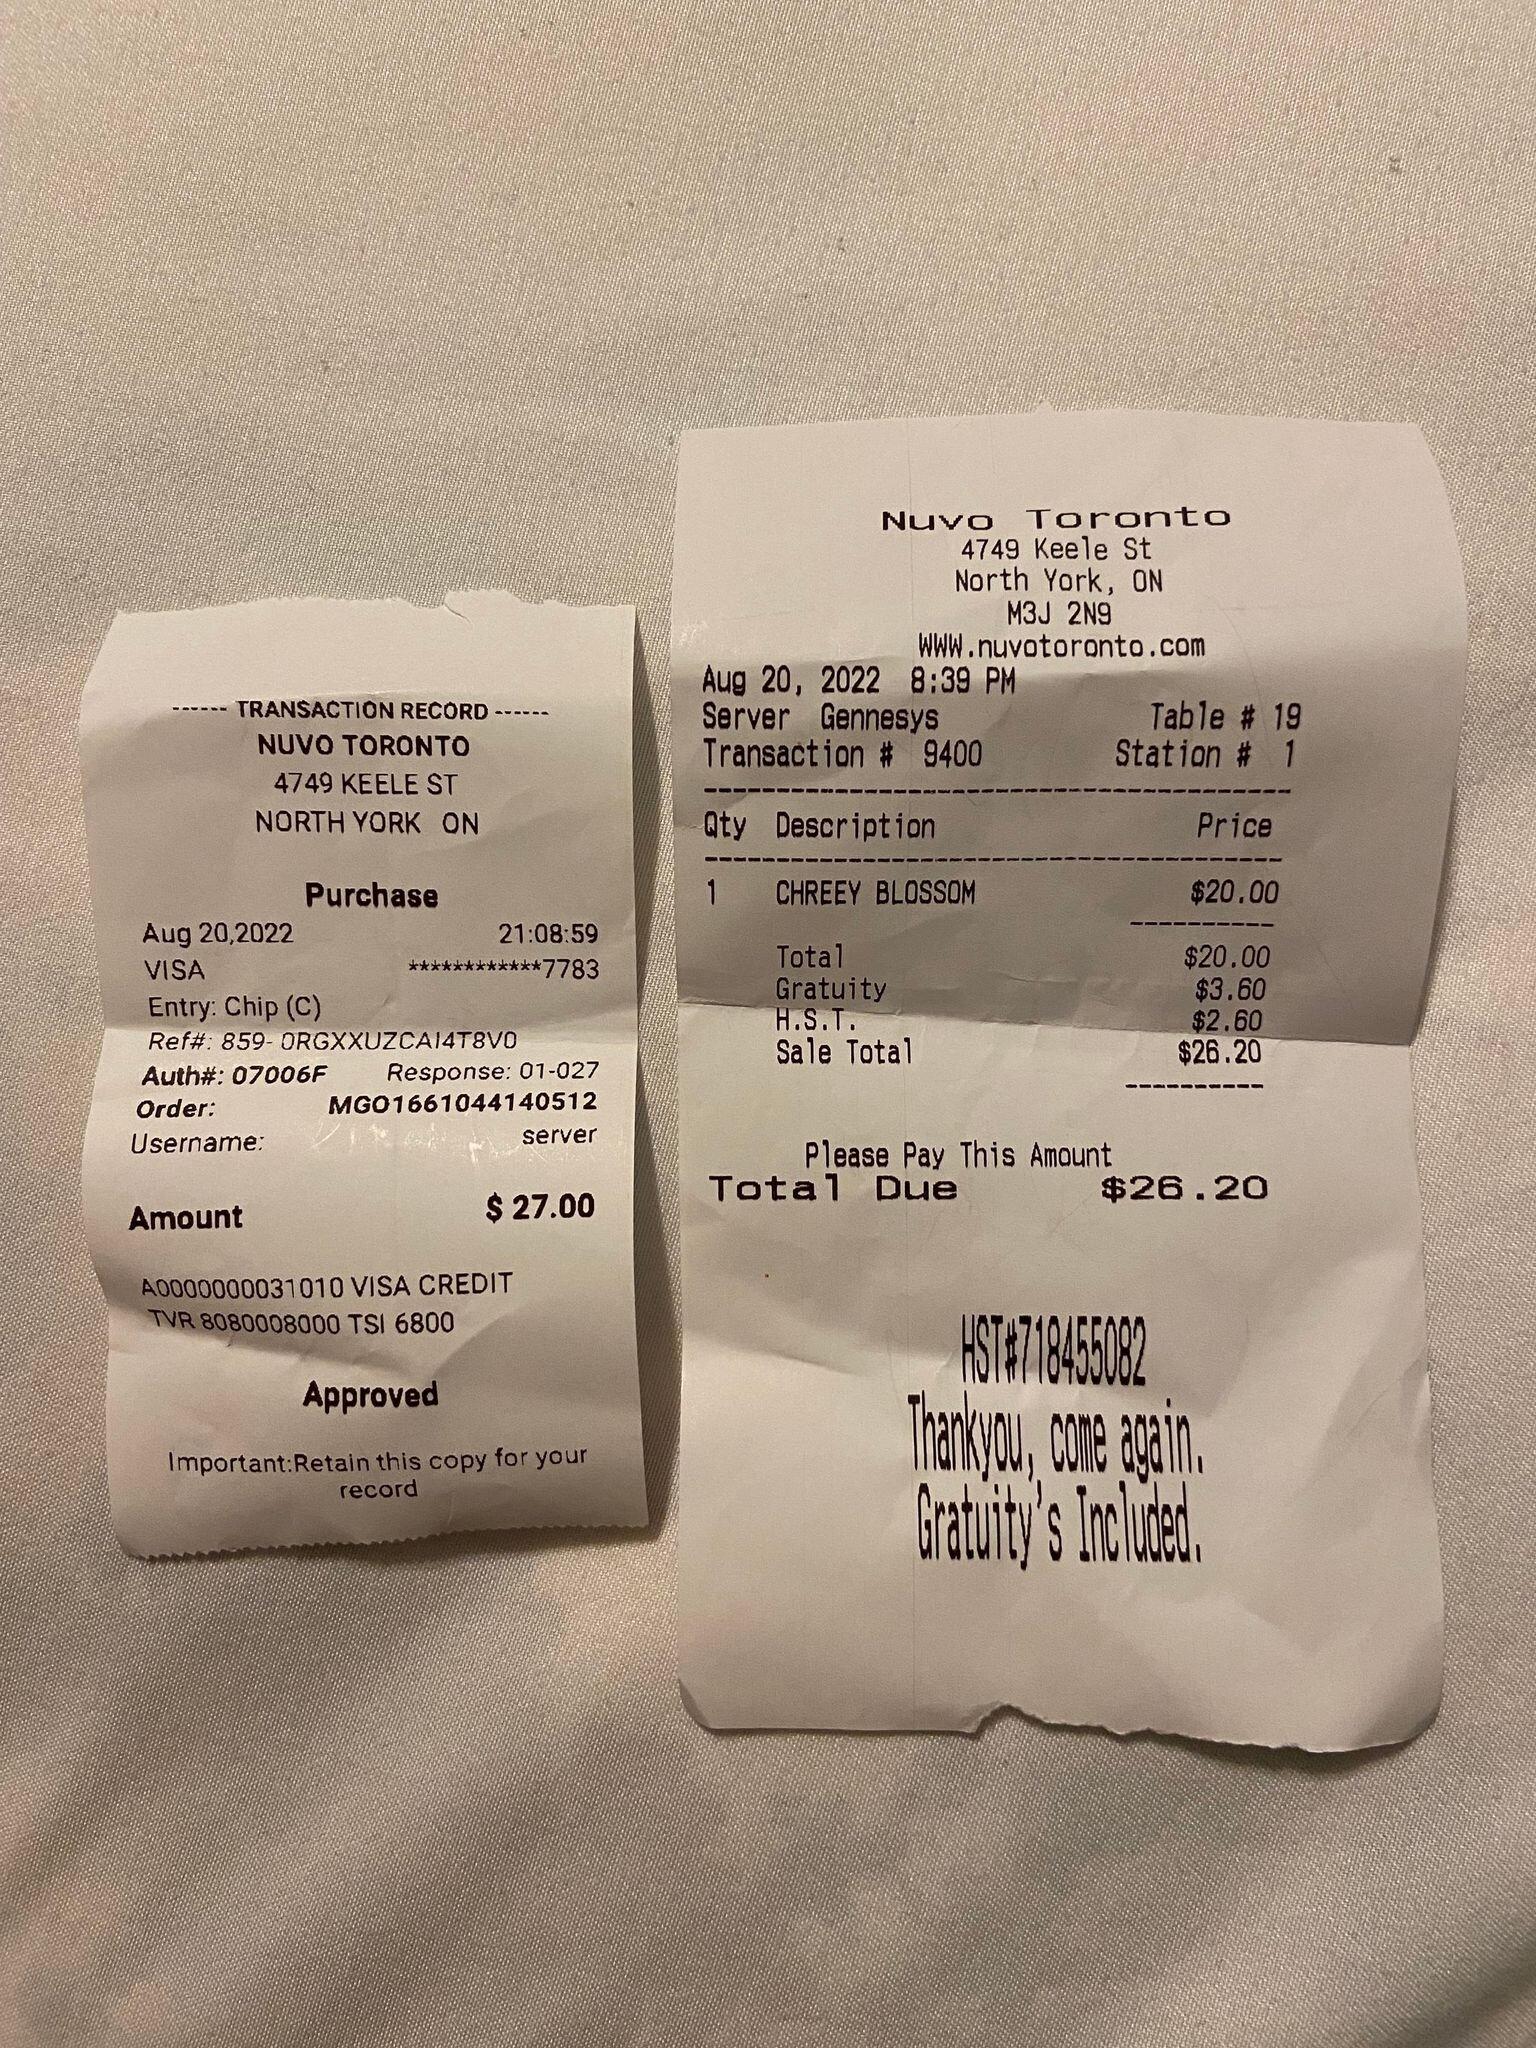 ------ TRANSACTION RECORD ------
NUVO TORONTO
4749 KEELE ST
NORTH YORK ON
Purchase
Aug 20,2022 21:08:59
VISA ************7783
Entry: Chip (C)
Ref#: 859- 0RGXXUZCAI4T8V0
Auth#: 07006F Response: 01-027
Order: MGO1661044140512
Username: server
Amount $ 27.00
A0000000031010 VISA CREDIT
TVR 8080008000 TSI 6800
Approved
Important:Retain this copy for your
record
Nuvo Toronto
4749 Keele St
North York, ON
M3J 2N9
WWW.nuvotoronto.com
Aug 20, 2022 8:39 PM
Server Gennesys Table # 19
Transaction # 9400 Station # 1
Qty Description Price
1 CHREEY BLOSSOM $20.00
Total $20.00
Gratuity $3.60
H.S.T. $2.60
Sale Total $26.20
Please Pay This Amount
Total Due $26.20
HST#718455082
Thankyou, come again.
Gratuity's Included.